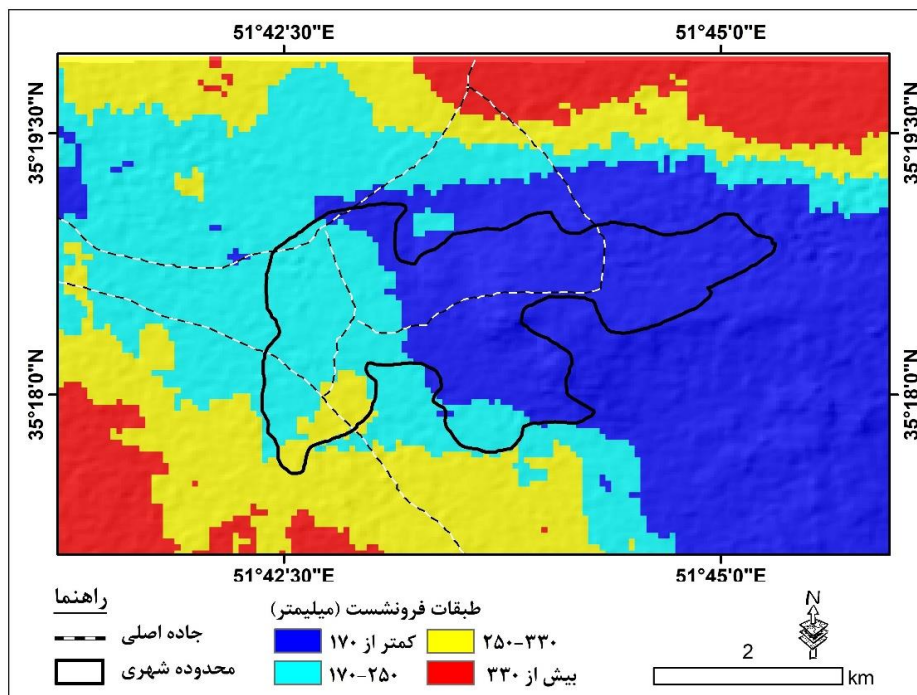 51°42'30"E 51°45'0"E
35°19'30"N 35°19'30"N
35°18'0"N 35°18'0"N
51°42'30"E 51°45'0"E
راهنما
جاده اصلی
محدوده شهری
طبقات فرونشست (میلیمتر)
کمتر از ۱۷۰
۱۷۰-۲۵۰
۲۵۰-۳۳۰
بیش از ۳۳۰
N
2
km